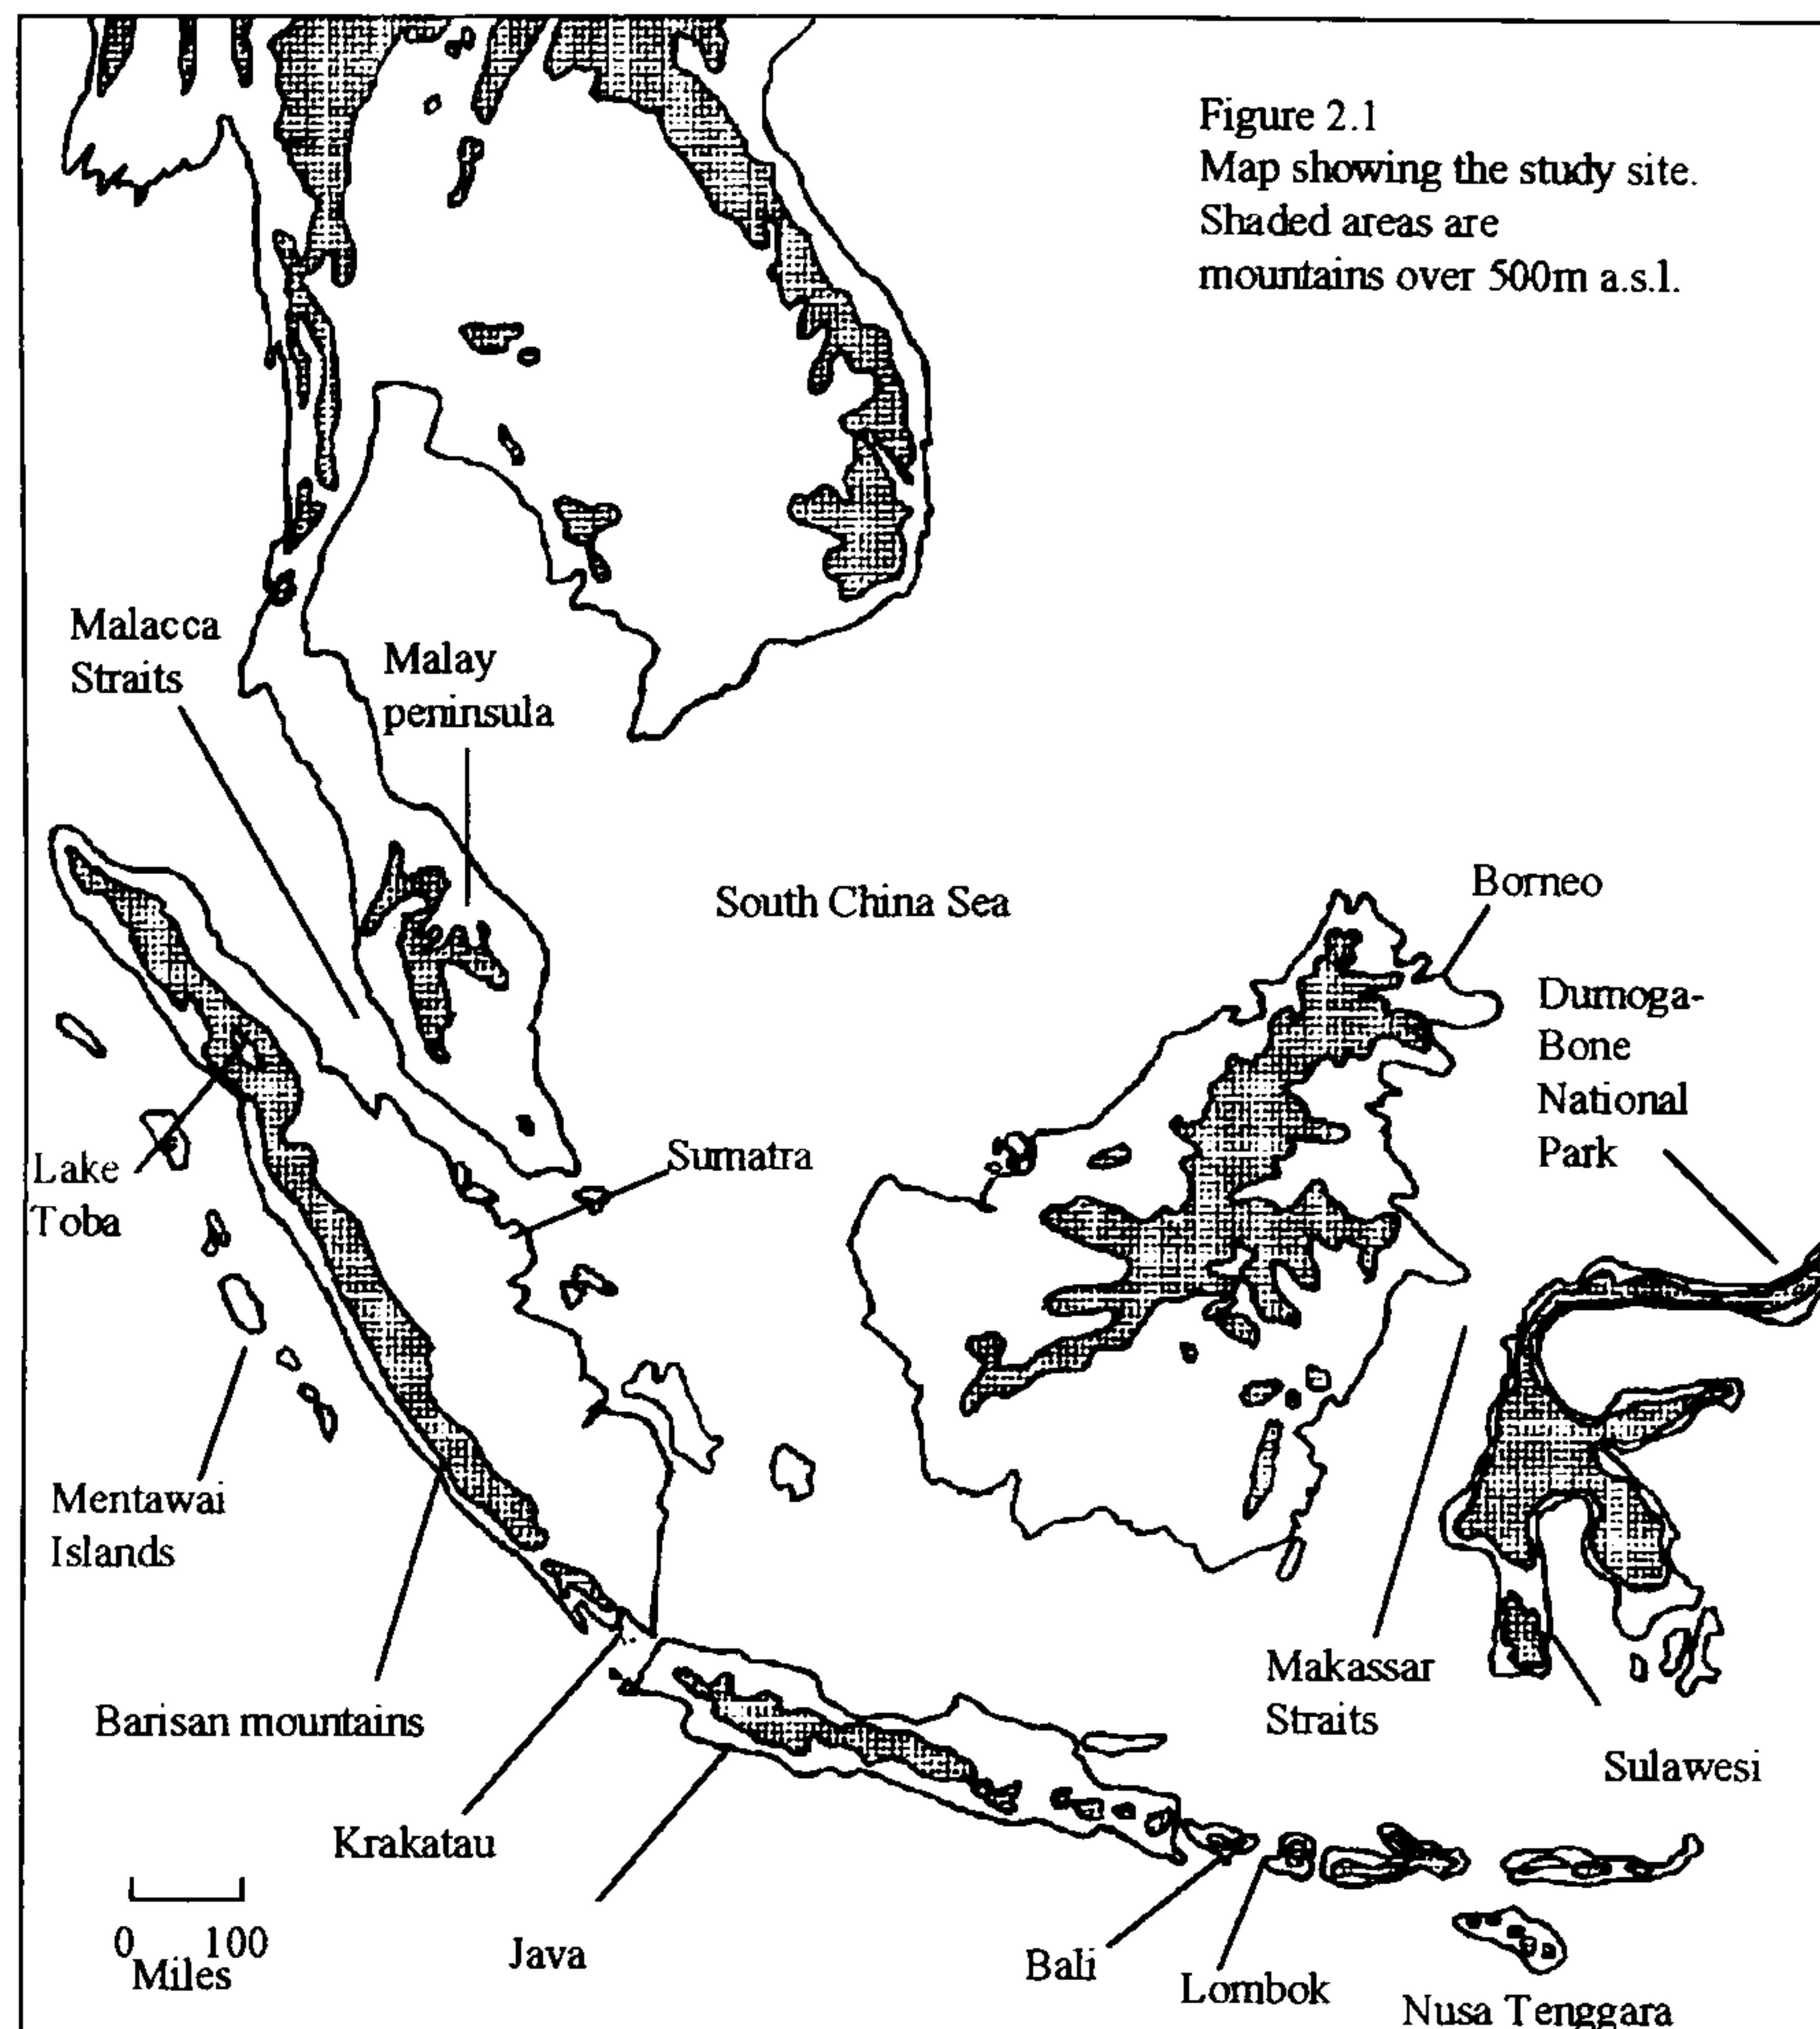 Figure 2.1
Map showing the study site.
Shaded areas are
mountains over 500m a.s.l.
Malacca
Straits
Malay
peninsula
South China Sea
Borneo
Dumoga-
Bone
National
Park
Lake
Toba
Sumatra
Mentawai
Islands
Barisan mountains
Makassar
Straits
Sulawesi
Krakatau
0 100
Miles
Java
Bali
Lombok
Nusa Tenggara